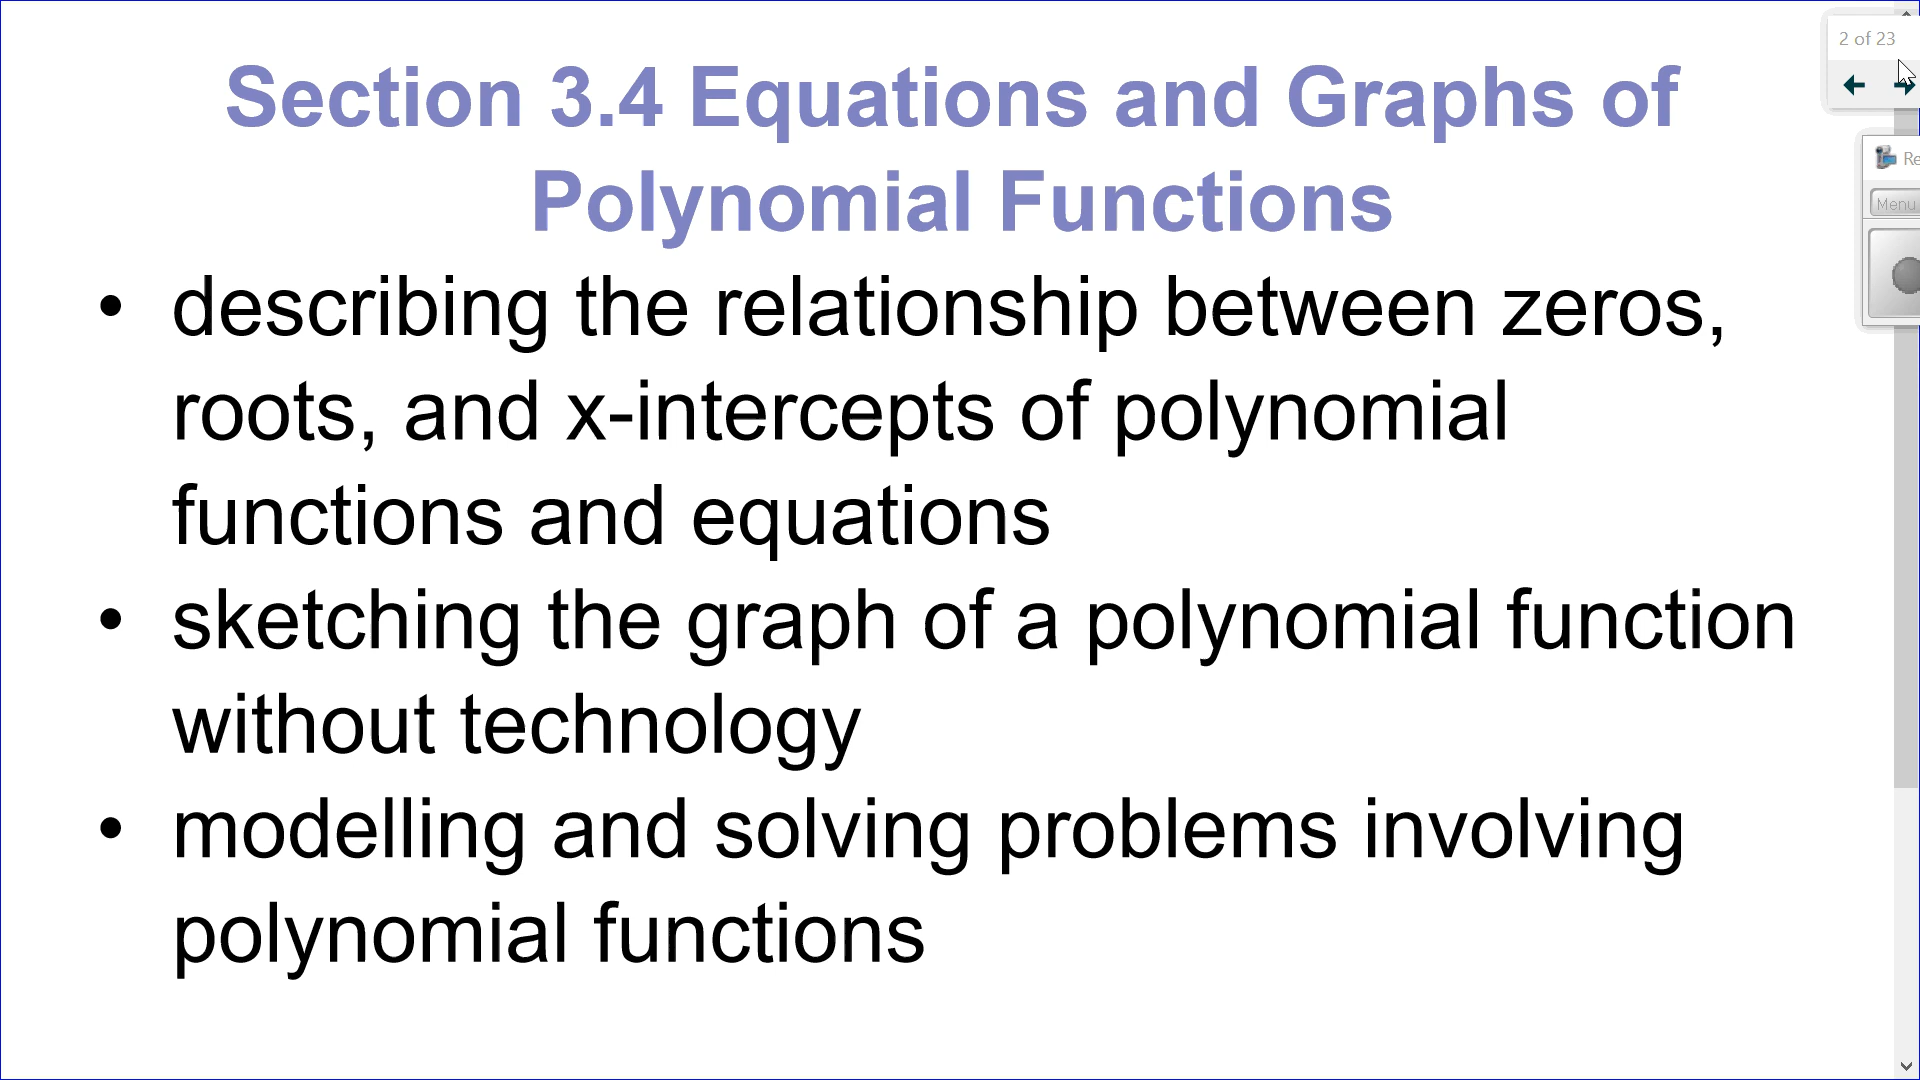 Section 3.4 Equations and Graphs of
Polynomial Functions
• describing the relationship between zeros,
roots, and x-intercepts of polynomial
functions and equations
• sketching the graph of a polynomial function
without technology
• modelling and solving problems involving
polynomial functions
2 of 23
Re
Menu